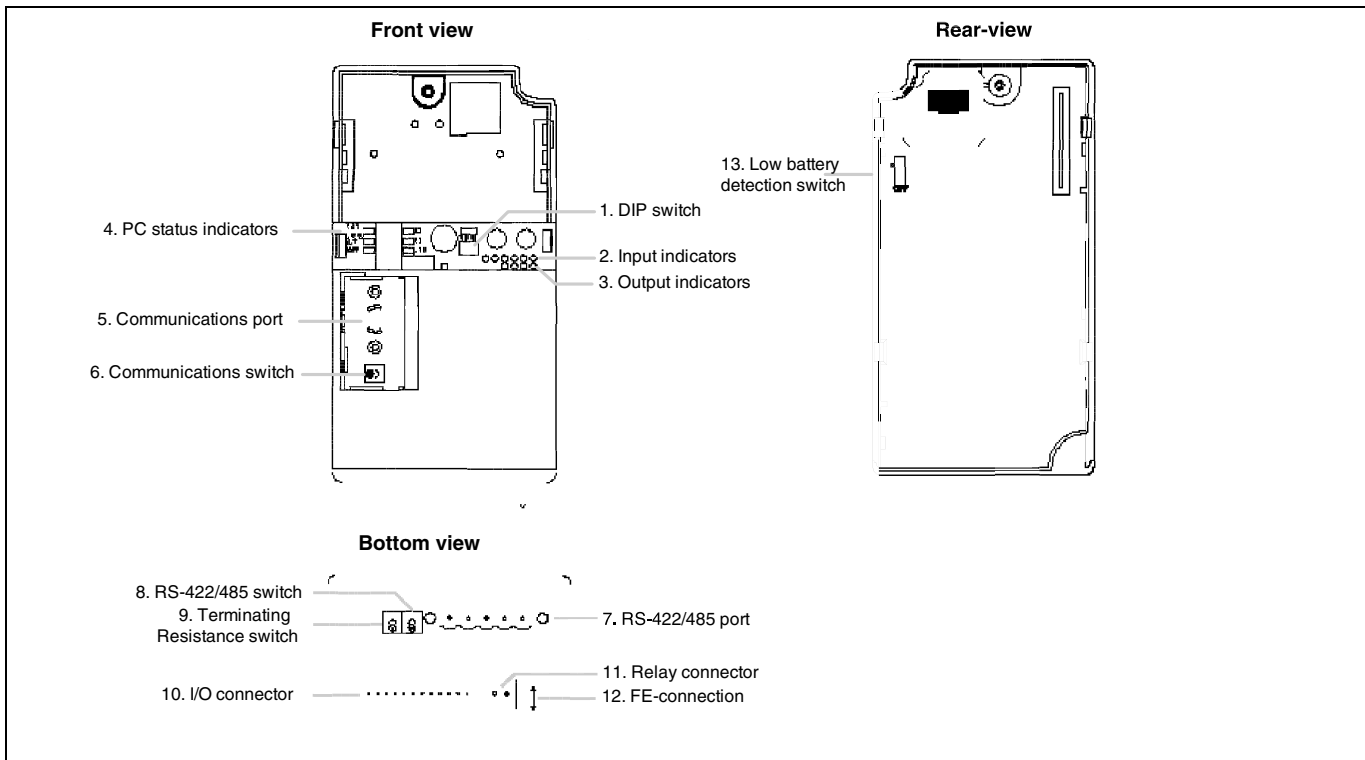 Front view
Rear-view
13. Low battery
detection switch
1. DIP switch
4. PC status indicators
2. Input indicators
3. Output indicators
5. Communications port
6. Communications switch
Bottom view
8. RS-422/485 switch
9. Terminating
Resistance switch
7. RS-422/485 port
11. Relay connector
10. I/O connector
12. FE-connection